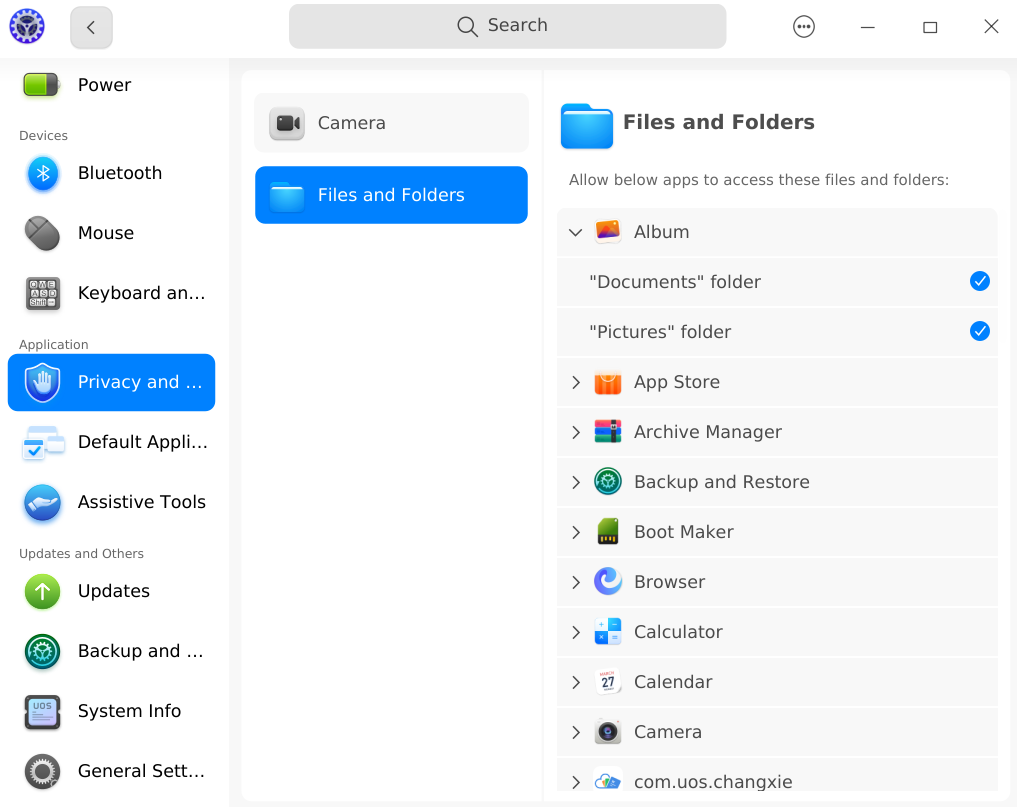 Search
Power
Devices
Bluetooth
Mouse
Keyboard an...
Application
Privacy and ...
Default Appli...
Assistive Tools
Updates and Others
Updates
Backup and ...
UOS
System Info
General Sett...
Camera
Files and Folders
Files and Folders
Allow below apps to access these files and folders:
Album
"Documents" folder
"Pictures" folder
App Store
Archive Manager
Backup and Restore
Boot Maker
Browser
Calculator
MARCH
27
Calendar
Camera
com.uos.changxie